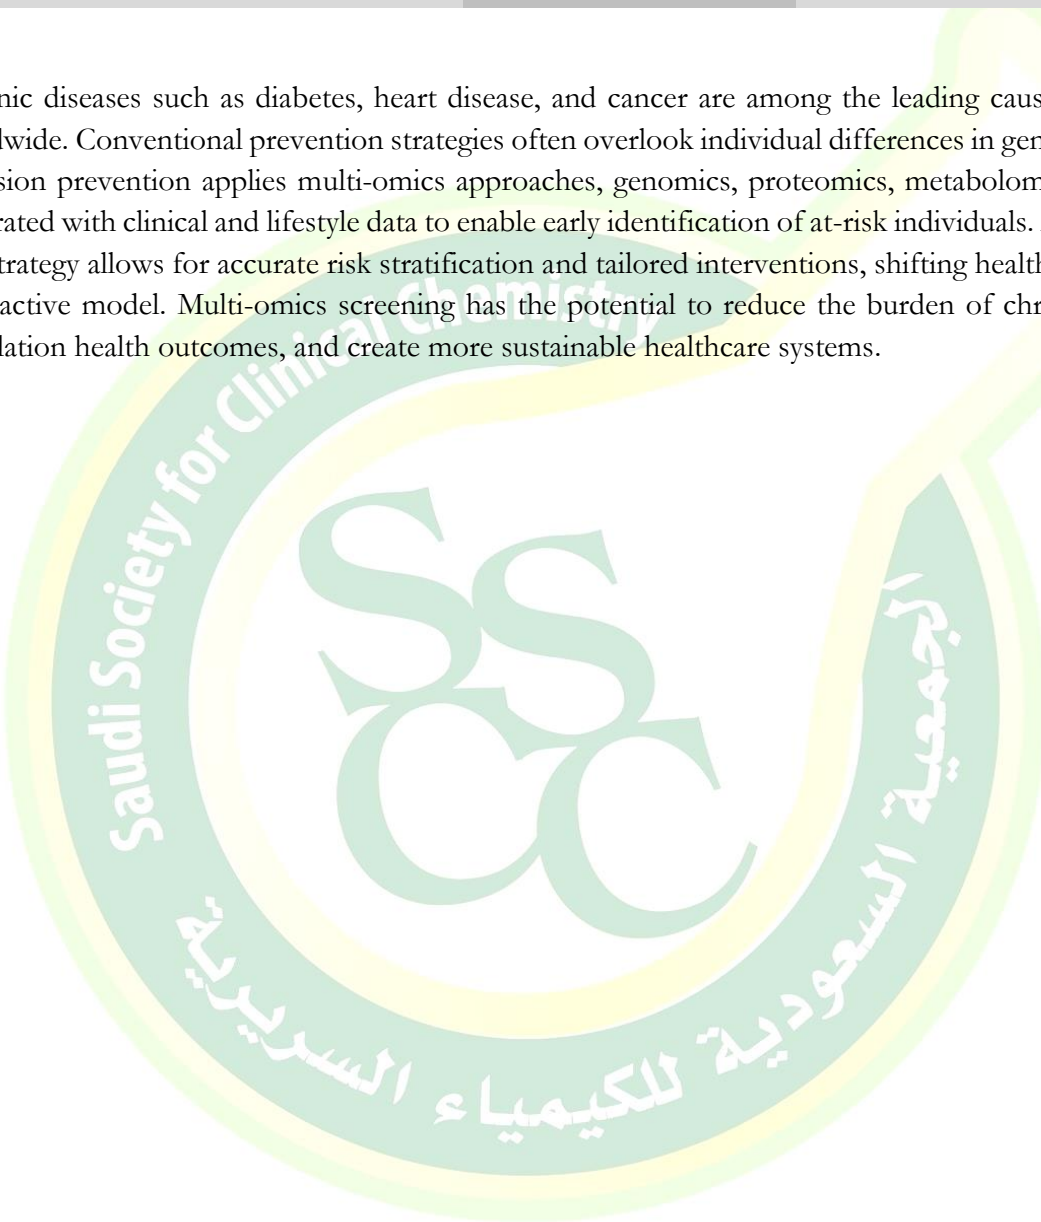 nic diseases such as diabetes, heart disease, and cancer are among the leading caus
lwide. Conventional prevention strategies often overlook individual differences in gen
sion prevention applies multi-omics approaches, genomics, proteomics, metabolom
rated with clinical and lifestyle data to enable early identification of at-risk individuals.
trategy allows for accurate risk stratification and tailored interventions, shifting health
active model. Multi-omics screening has the potential to reduce the burden of chr
lation health outcomes, and create more sustainable healthcare systems.
Saudi Society for Clinical Chemistry
SSCC
الجمعية السعودية للكيمياء السريرية